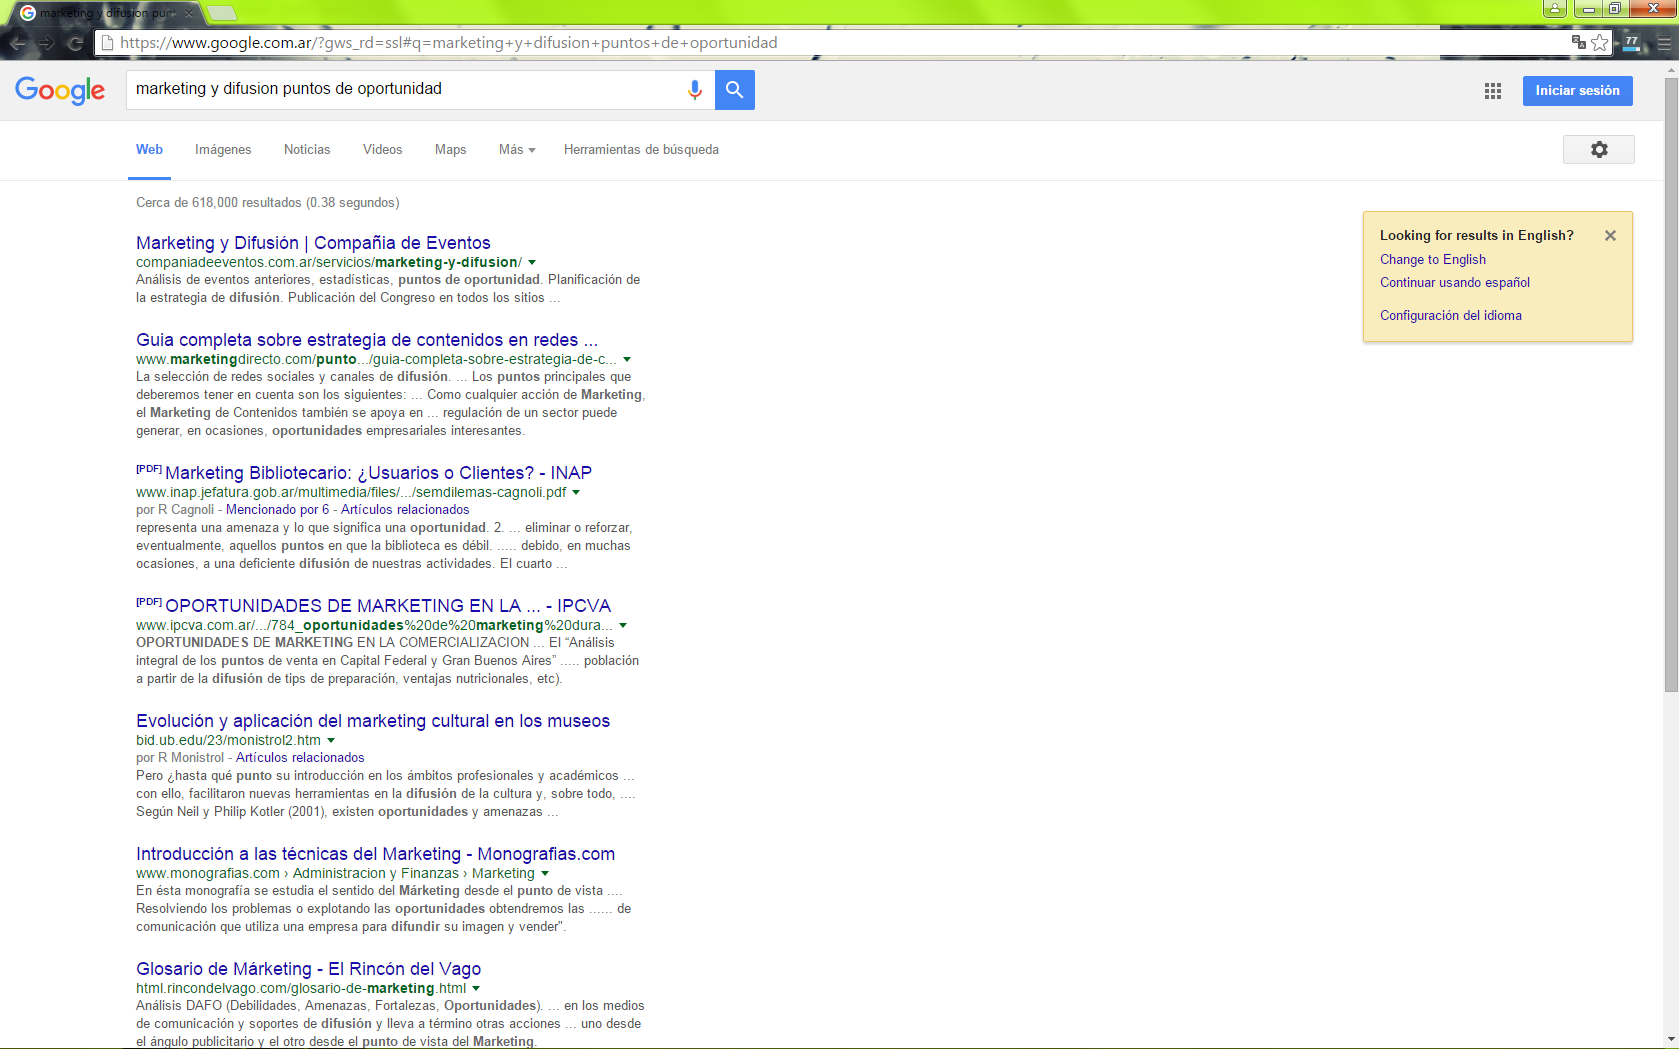 marketing y difusion pun
https://www.google.com.ar/?gws_rd=ssl#q=marketing+y+difusion+puntos+de+oportunidad
77
Google
marketing y difusion puntos de oportunidad
Iniciar sesión
Web Imágenes Noticias Videos Maps Más Herramientas de búsqueda
Cerca de 618,000 resultados (0.38 segundos)
Marketing y Difusión | Compañia de Eventos
companiadeeventos.com.ar/servicios/marketing-y-difusion/
Análisis de eventos anteriores, estadísticas, puntos de oportunidad. Planificación de
la estrategia de difusión. Publicación del Congreso en todos los sitios ...
Guia completa sobre estrategia de contenidos en redes ...
www.marketingdirecto.com/punto.../guia-completa-sobre-estrategia-de-c...
La selección de redes sociales y canales de difusión. ... Los puntos principales que
deberemos tener en cuenta son los siguientes: ... Como cualquier acción de Marketing,
el Marketing de Contenidos también se apoya en ... regulación de un sector puede
generar, en ocasiones, oportunidades empresariales interesantes.
[PDF] Marketing Bibliotecario: ¿Usuarios o Clientes? - INAP
www.inap.jefatura.gob.ar/multimedia/files/.../semdilemas-cagnoli.pdf
por R Cagnoli - Mencionado por 6 - Artículos relacionados
representa una amenaza y lo que significa una oportunidad. 2. ... eliminar o reforzar,
eventualmente, aquellos puntos en que la biblioteca es débil. ..... debido, en muchas
ocasiones, a una deficiente difusión de nuestras actividades. El cuarto ...
[PDF] OPORTUNIDADES DE MARKETING EN LA ... - IPCVA
www.ipcva.com.ar/.../784_oportunidades%20de%20marketing%20dura...
OPORTUNIDADES DE MARKETING EN LA COMERCIALIZACION ... El “Análisis
integral de los puntos de venta en Capital Federal y Gran Buenos Aires” ..... población
a partir de la difusión de tips de preparación, ventajas nutricionales, etc).
Evolución y aplicación del marketing cultural en los museos
bid.ub.edu/23/monistrol2.htm
por R Monistrol - Artículos relacionados
Pero ¿hasta qué punto su introducción en los ámbitos profesionales y académicos ...
con ello, facilitaron nuevas herramientas en la difusión de la cultura y, sobre todo, ....
Según Neil y Philip Kotler (2001), existen oportunidades y amenazas ...
Introducción a las técnicas del Marketing - Monografias.com
www.monografias.com › Administracion y Finanzas › Marketing
En ésta monografía se estudia el sentido del Márketing desde el punto de vista ....
Resolviendo los problemas o explotando las oportunidades obtendremos las ...... de
comunicación que utiliza una empresa para difundir su imagen y vender".
Glosario de Márketing - El Rincón del Vago
html.rincondelvago.com/glosario-de-marketing.html
Análisis DAFO (Debilidades, Amenazas, Fortalezas, Oportunidades). ... en los medios
de comunicación y soportes de difusión y lleva a término otras acciones ... uno desde
el ángulo publicitario y el otro desde el punto de vista del Marketing.
Looking for results in English?
Change to English
Continuar usando español
Configuración del idioma